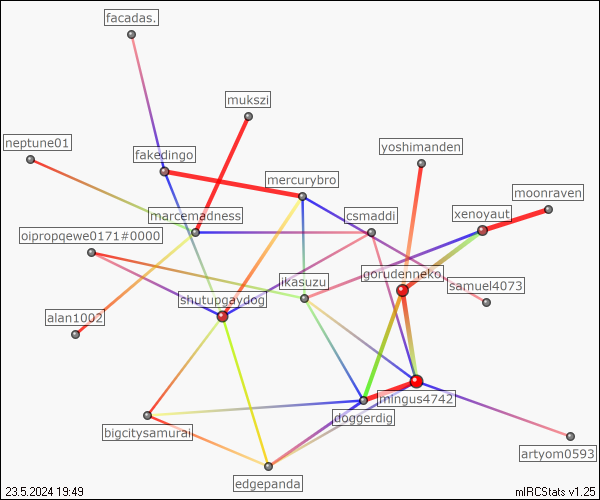 facadas.
mukszi
neptune01
fakedingo
yoshimanden
mercurybro
moonraven
marcemadness
csmaddi
xenoyaut
oipropqewe0171#0000
gorudenneko
ikasuzu
samuel4073
shutupgaydog
alan1002
mingus4742
doggerdig
bigcitysamurai
artyom0593
edgepanda
23.5.2024 19:49
mIRCStats v1.25